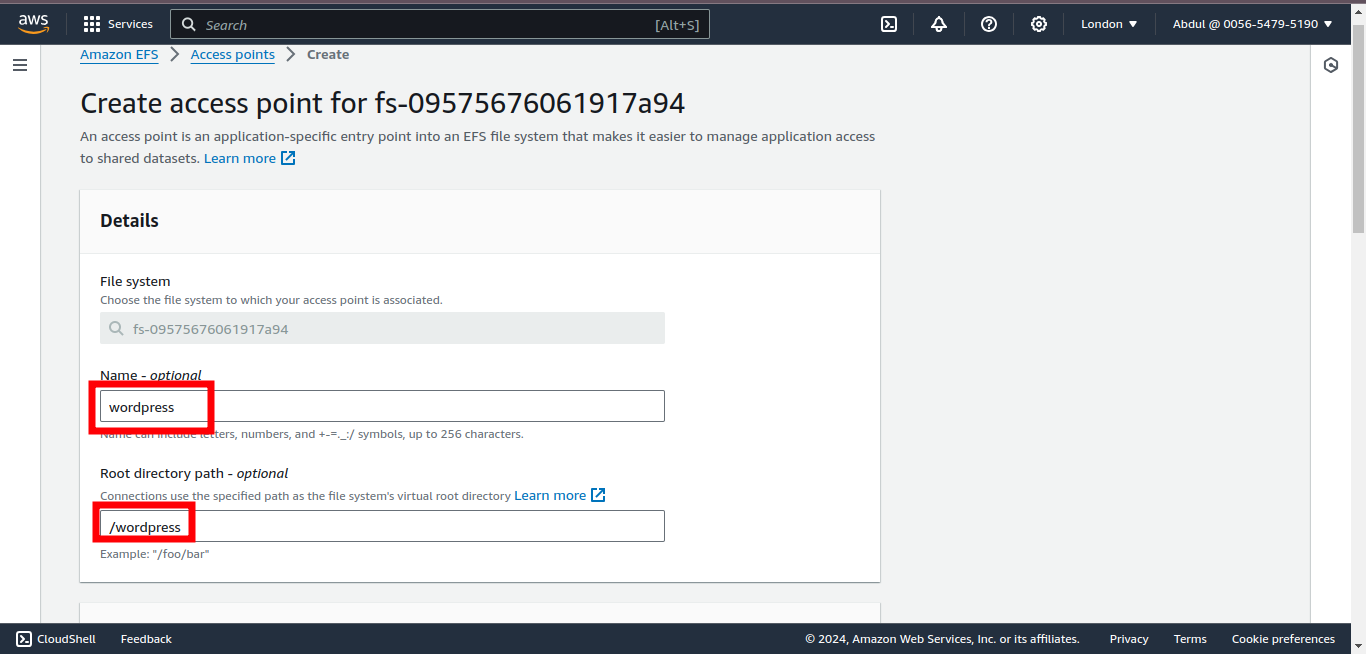 aws
Services
Search
[Alt+S]
London
Abdul @ 0056-5479-5190
Amazon EFS
Access points
Create
Create access point for fs-09575676061917a94
An access point is an application-specific entry point into an EFS file system that makes it easier to manage application access
to shared datasets. Learn more
Details
File system
Choose the file system to which your access point is associated.
fs-09575676061917a94
Name - optional
wordpress
Name can include letters, numbers, and +-=._:/ symbols, up to 256 characters.
Root directory path - optional
Connections use the specified path as the file system's virtual root directory Learn more
/wordpress
Example: "/foo/bar"
CloudShell
Feedback
© 2024, Amazon Web Services, Inc. or its affiliates.
Privacy
Terms
Cookie preferences